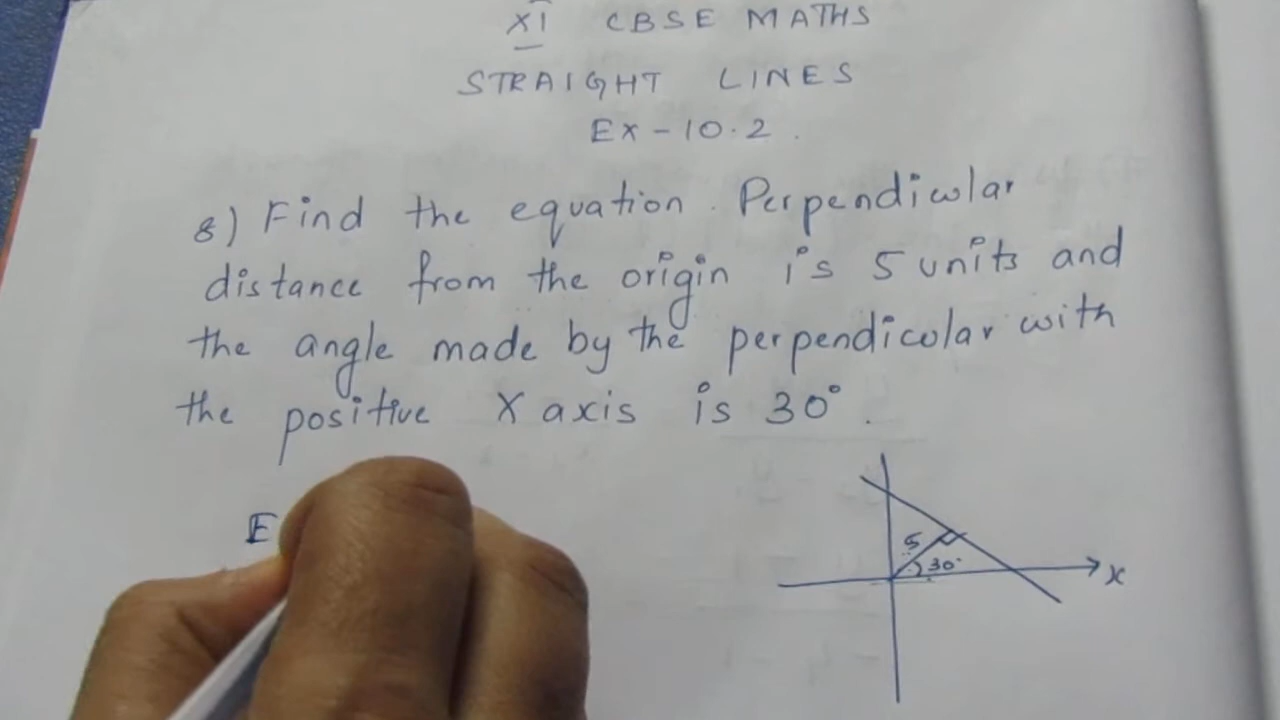 XI CBSE MATHS
STRAIGHT LINES
Ex-10.2.
8) Find the equation. Perpendicular
distance from the origin is 5 units and
the angle made by the perpendicular with
the positive X axis is 30°.
E
5
30°
x